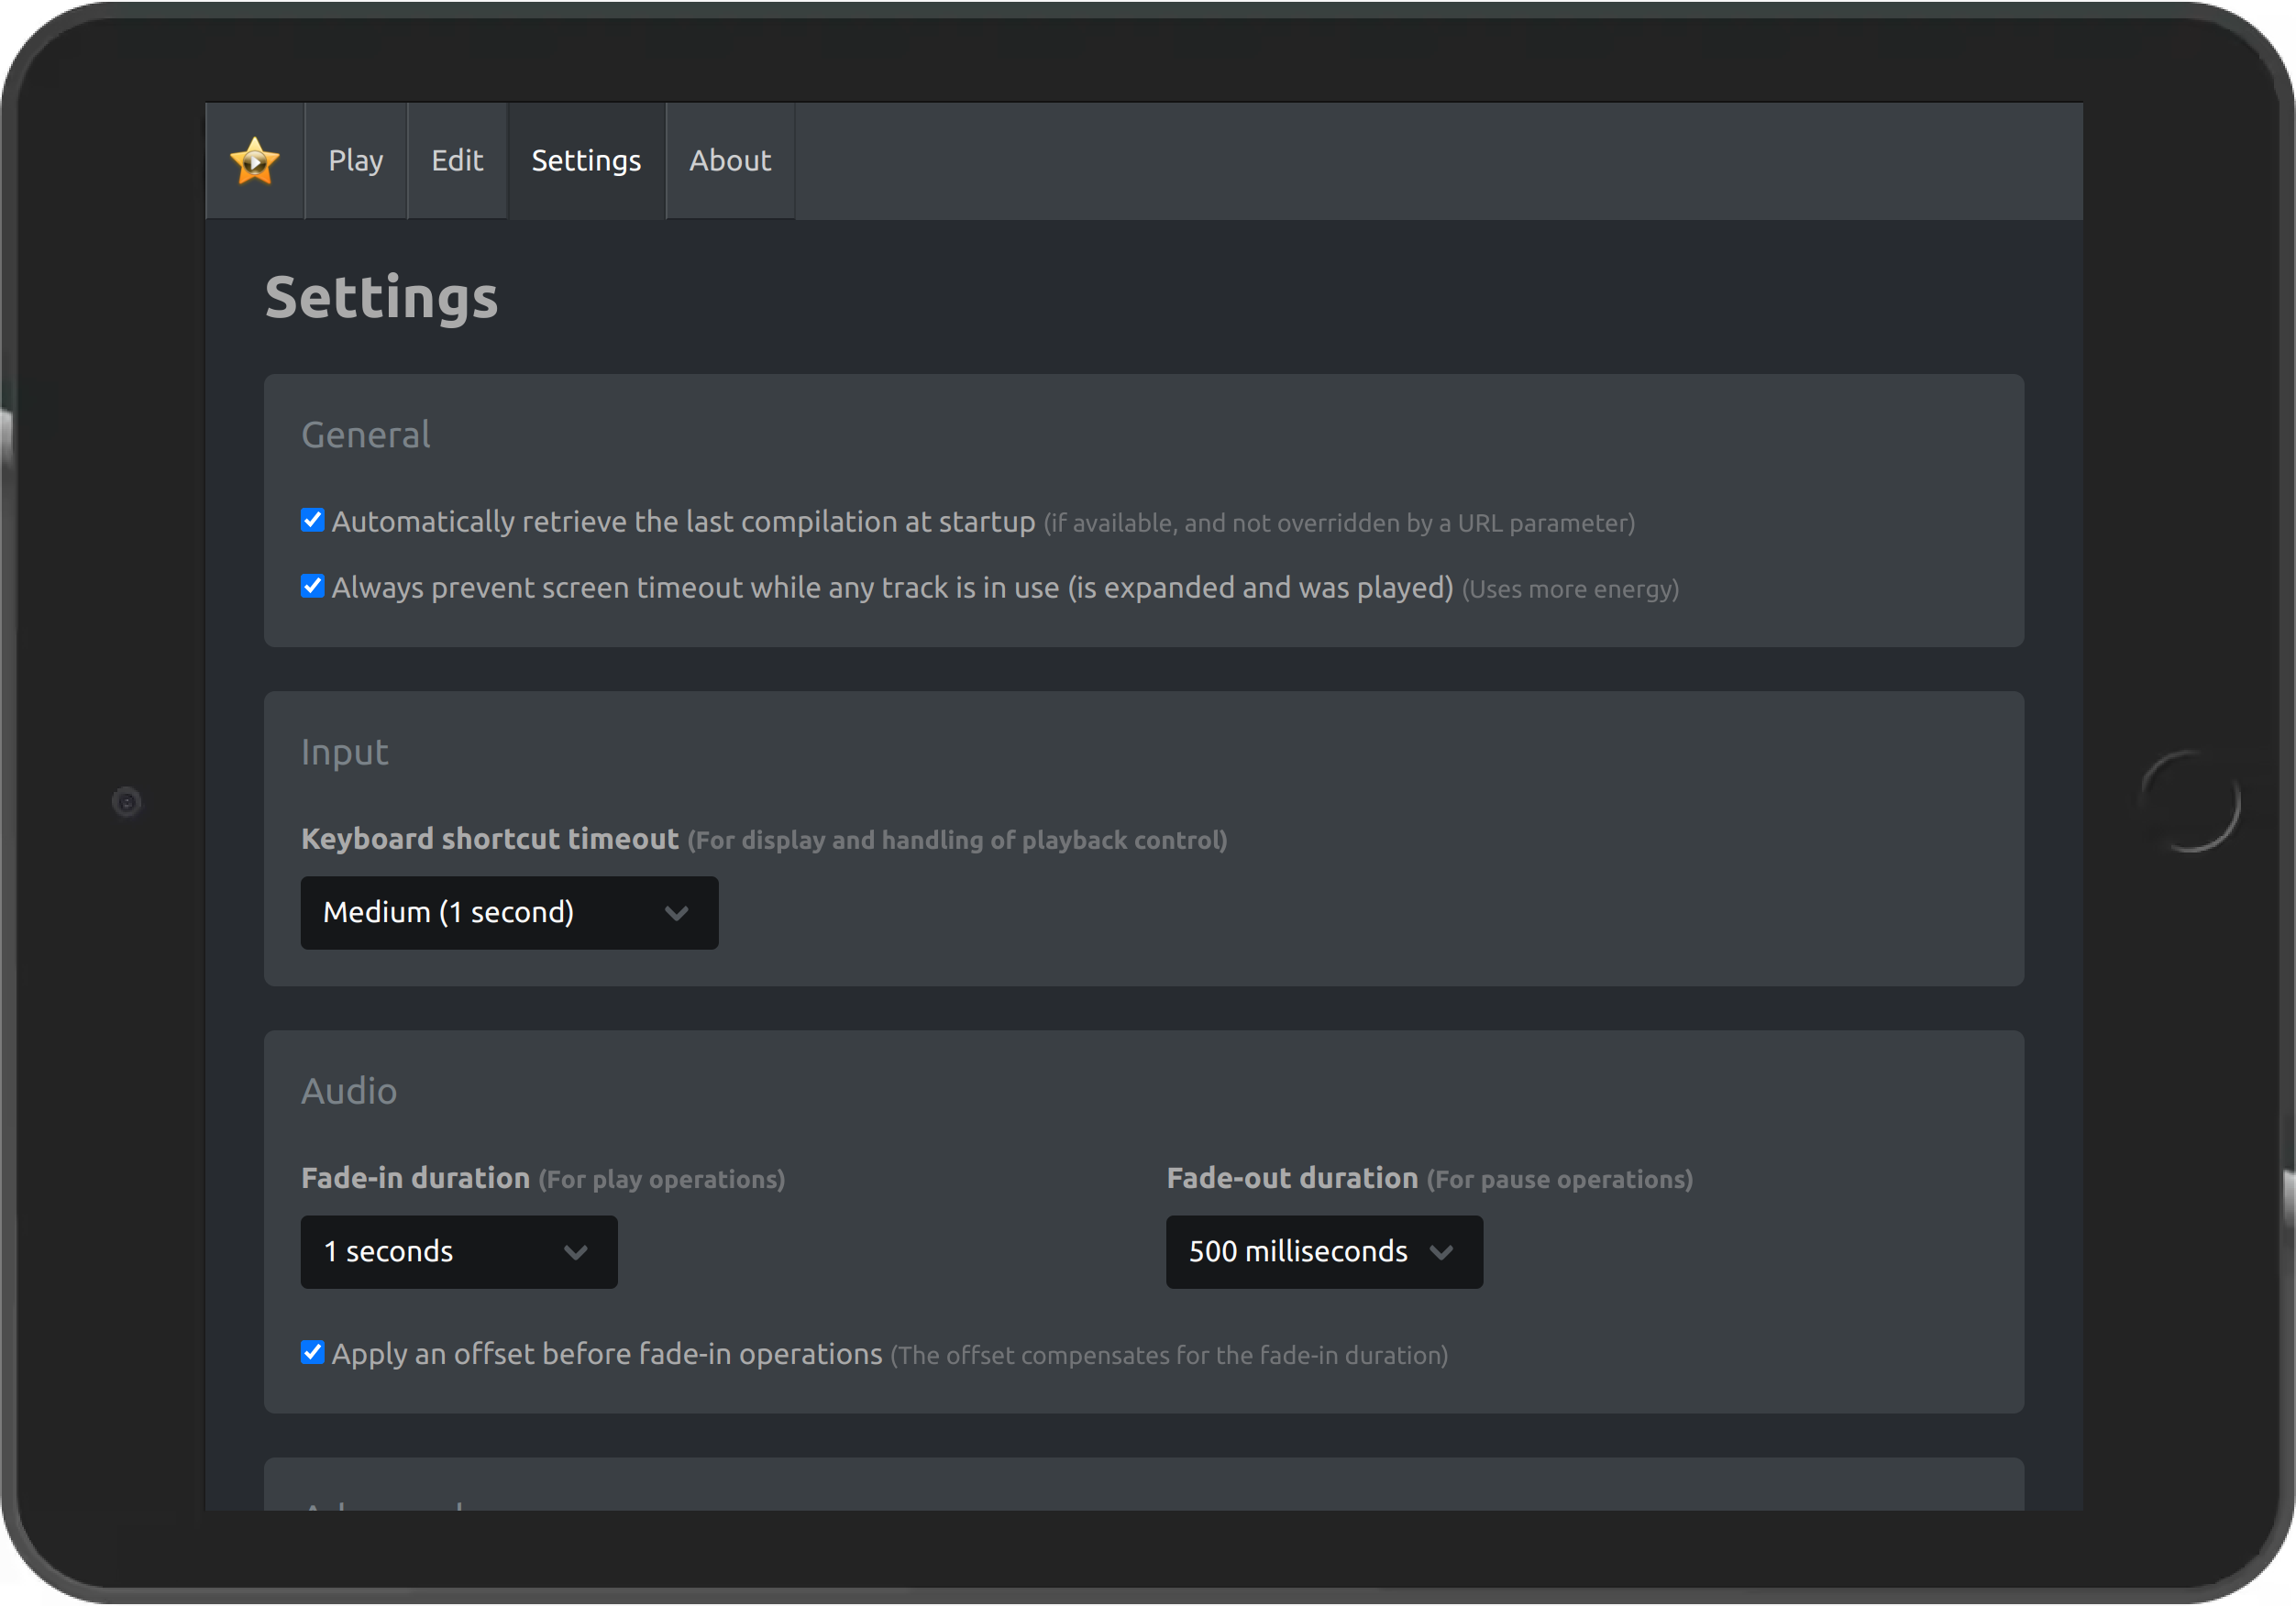 Play Edit Settings About
Settings
General
Automatically retrieve the last compilation at startup (if available, and not overridden by a URL parameter)
Always prevent screen timeout while any track is in use (is expanded and was played) (Uses more energy)
Input
Keyboard shortcut timeout (For display and handling of playback control)
Medium (1 second)
Audio
Fade-in duration (For play operations) Fade-out duration (For pause operations)
1 seconds 500 milliseconds
Apply an offset before fade-in operations (The offset compensates for the fade-in duration)